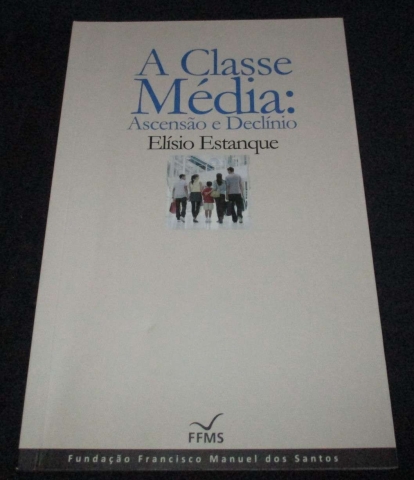 A Classe
Média:
Ascensão e Declínio
Elísio Estanque
FFMS
Fundação Francisco Manuel dos Santos